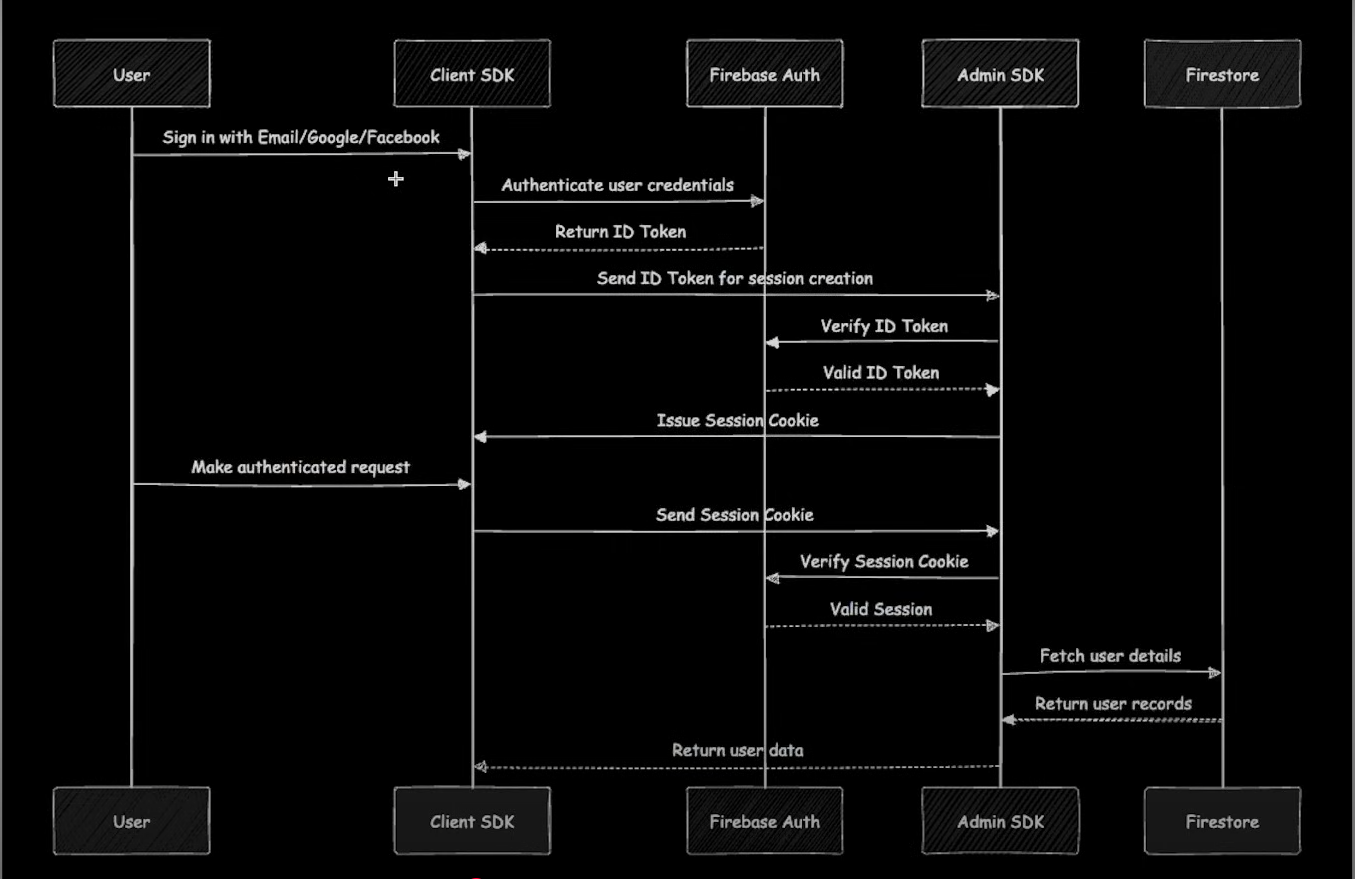 User
Client SDK
Firebase Auth
Admin SDK
Firestore
Sign in with Email/Google/Facebook
Authenticate user credentials
Return ID Token
Send ID Token for session creation
Verify ID Token
Valid ID Token
Issue Session Cookie
Make authenticated request
Send Session Cookie
Verify Session Cookie
Valid Session
Fetch user details
Return user records
Return user data
User
Client SDK
Firebase Auth
Admin SDK
Firestore